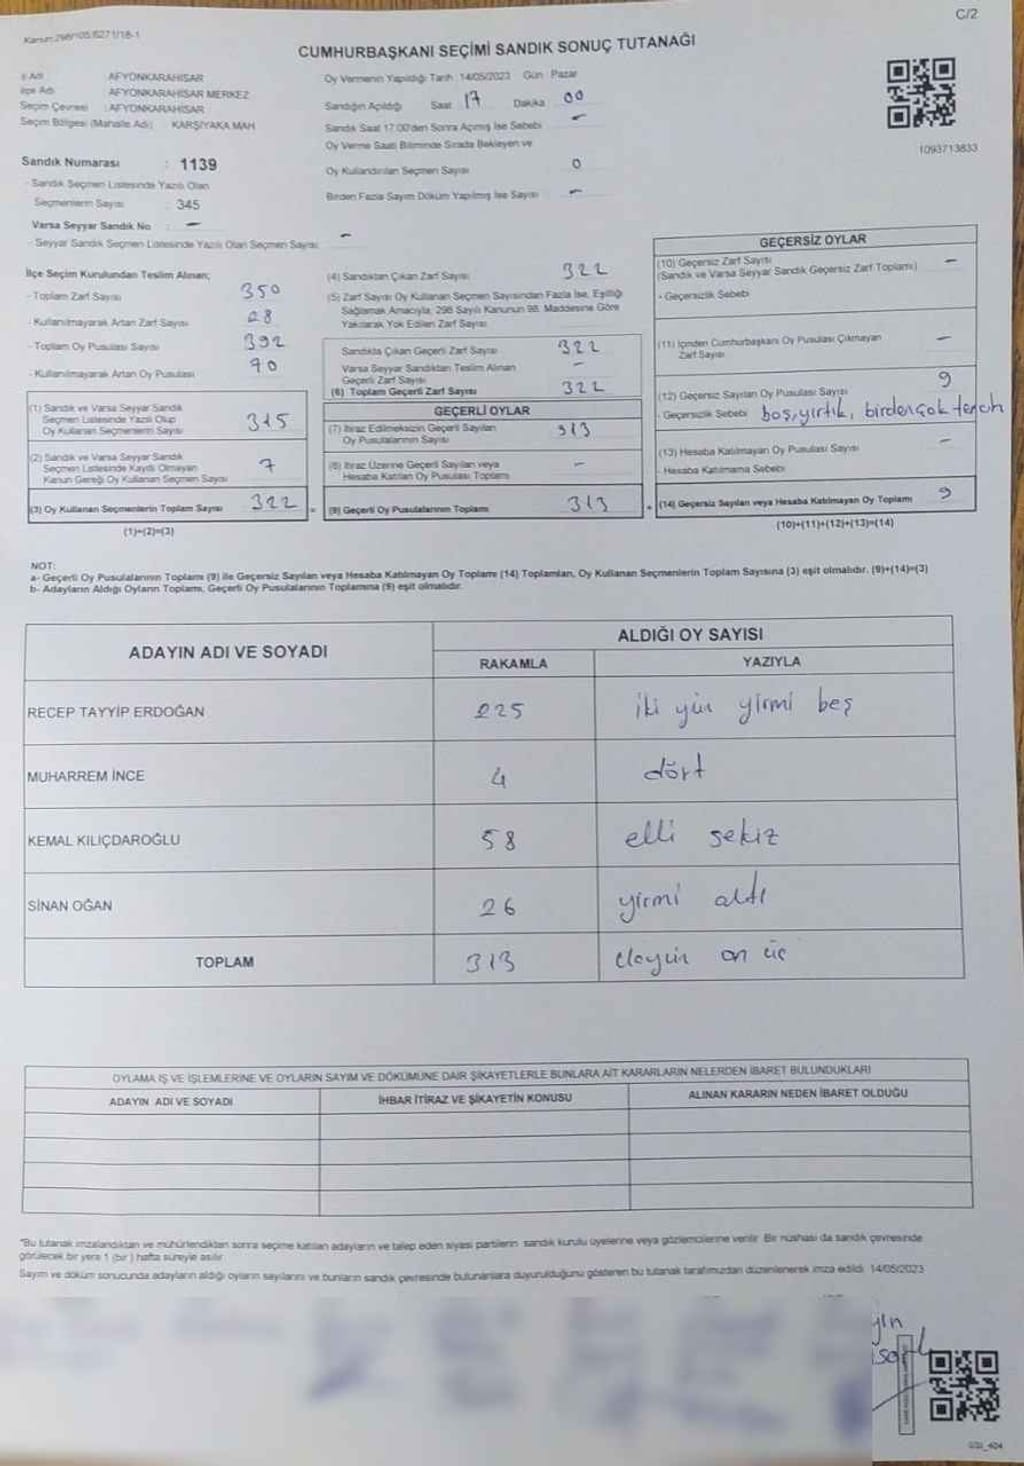 C/2
Kanun:298/105/6271/18-1
CUMHURBAŞKANI SEÇİMİ SANDIK SONUÇ TUTANAĞI
İl Adı AFYONKARAHİSAR
İlçe Adı AFYONKARAHİSAR MERKEZ
Seçim Çevresi : AFYONKARAHİSAR
Seçim Bölgesi (Mahalle Adı) KARŞIYAKA MAH
Sandık Numarası : 1139
- Sandık Seçmen Listesinde Yazılı Olan
Seçmenlerin Sayısı 345
Varsa Seyyar Sandık No : -
- Seyyar Sandık Seçmen Listesinde Yazılı Olan Seçmen Sayısı -
Oy Vermenin Yapıldığı Tarih :14/05/2023 Gün : Pazar
Sandığın Açıldığı Saat 17 Dakika 00
Sandık Saat 17:00'den Sonra Açılmış İse Sebebi -
Oy Verme Saati Bitiminde Sırada Bekleyen ve
Oy Kullandırılan Seçmen Sayısı 0
Birden Fazla Sayım Döküm Yapılmış İse Sayısı -
1093713833
İlçe Seçim Kurulundan Teslim Alınan;
- Toplam Zarf Sayısı 350
- Kullanılmayarak Artan Zarf Sayısı 28
- Toplam Oy Pusulası Sayısı 392
- Kullanılmayarak Artan Oy Pusulası 70
(1) Sandık ve Varsa Seyyar Sandık
Seçmen Listesinde Yazılı Olup
Oy Kullanan Seçmenlerin Sayısı 315
(2) Sandık ve Varsa Seyyar Sandık
Seçmen Listesinde Kayıtlı Olmayan
Kanun Gereği Oy Kullanan Seçmen Sayısı 7
(3) Oy Kullanan Seçmenlerin Toplam Sayısı 322
(1)+(2)=(3)
(4) Sandıktan Çıkan Zarf Sayısı 322
(5) Zarf Sayısı Oy Kullanan Seçmen Sayısından Fazla İse, Eşitliği
Sağlamak Amacıyla, 298 Sayılı Kanunun 98. Maddesine Göre
Yakılarak Yok Edilen Zarf Sayısı
Sandıkta Çıkan Geçerli Zarf Sayısı 322
Varsa Seyyar Sandıktan Teslim Alınan
Geçerli Zarf Sayısı -
(6) Toplam Geçerli Zarf Sayısı 322
GEÇERLİ OYLAR
(7) İtiraz Edilmeksizin Geçerli Sayılan
Oy Pusulalarının Sayısı 313
(8) İtiraz Üzerine Geçerli Sayılan veya
Hesaba Katılan Oy Pusulası Toplamı -
= (9) Geçerli Oy Pusulalarının Toplamı 313
GEÇERSİZ OYLAR
(10) Geçersiz Zarf Sayısı -
(Sandık ve Varsa Seyyar Sandık Geçersiz Zarf Toplamı)
- Geçersizlik Sebebi
(11) İçinden Cumhurbaşkanı Oy Pusulası Çıkmayan
Zarf Sayısı -
(12) Geçersiz Sayılan Oy Pusulası Sayısı 9
- Geçersizlik Sebebi boş, yırtık, birden çok tercih
(13) Hesaba Katılmayan Oy Pusulası Sayısı -
- Hesaba Katılmama Sebebi
+ (14) Geçersiz Sayılan veya Hesaba Katılmayan Oy Toplamı 9
(10)+(11)+(12)+(13)=(14)
NOT:
a- Geçerli Oy Pusulalarının Toplamı (9) ile Geçersiz Sayılan veya Hesaba Katılmayan Oy Toplamı (14) Toplamları, Oy Kullanan Seçmenlerin Toplam Sayısına (3) eşit olmalıdır. (9)+(14)=(3)
b- Adayların Aldığı Oyların Toplamı, Geçerli Oy Pusulalarının Toplamına (9) eşit olmalıdır.
ADAYIN ADI VE SOYADI ALDIĞI OY SAYISI
RAKAMLA YAZIYLA
RECEP TAYYİP ERDOĞAN 225 iki yüz yirmi beş
MUHARREM İNCE 4 dört
KEMAL KILIÇDAROĞLU 58 elli sekiz
SİNAN OĞAN 26 yirmi altı
TOPLAM 313 üçyüz on üç
OYLAMA İŞ VE İŞLEMLERİNE VE OYLARIN SAYIM VE DÖKÜMÜNE DAİR ŞİKAYETLERLE BUNLARA AİT KARARLARIN NELERDEN İBARET BULUNDUKLARI
ADAYIN ADI VE SOYADI İHBAR İTİRAZ VE ŞİKAYETİN KONUSU ALINAN KARARIN NEDEN İBARET OLDUĞU
"Bu tutanak imzalandıktan ve mühürlendikten sonra seçime katılan adayların ve talep eden siyasi partilerin sandık kurulu üyelerine veya gözlemcilerine verilir. Bir nüshası da sandık çevresinde
görülecek bir yere 1 (bir) hafta süreyle asılır.
Sayım ve döküm sonucunda adayların aldığı oyların sayılarını ve bunların sandık çevresinde bulunanlara duyurulduğunu gösteren bu tutanak tarafımızdan düzenlenerek imza edildi. 14/05/2023